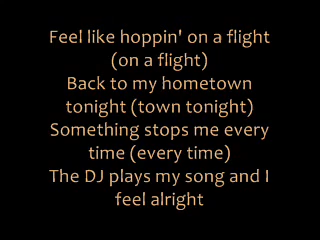 Feel like hoppin' on a flight
(on a flight)
Back to my hometown
tonight (town tonight)
Something stops me every
time (every time)
The DJ plays my song and I
feel alright